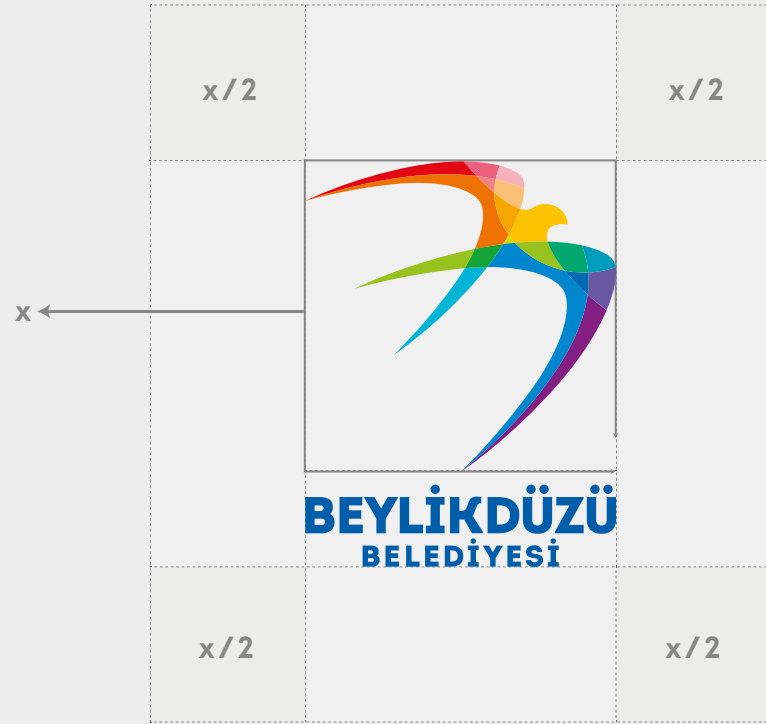 x/2 x/2
x
BEYLİKDÜZÜ
BELEDİYESİ
x/2 x/2